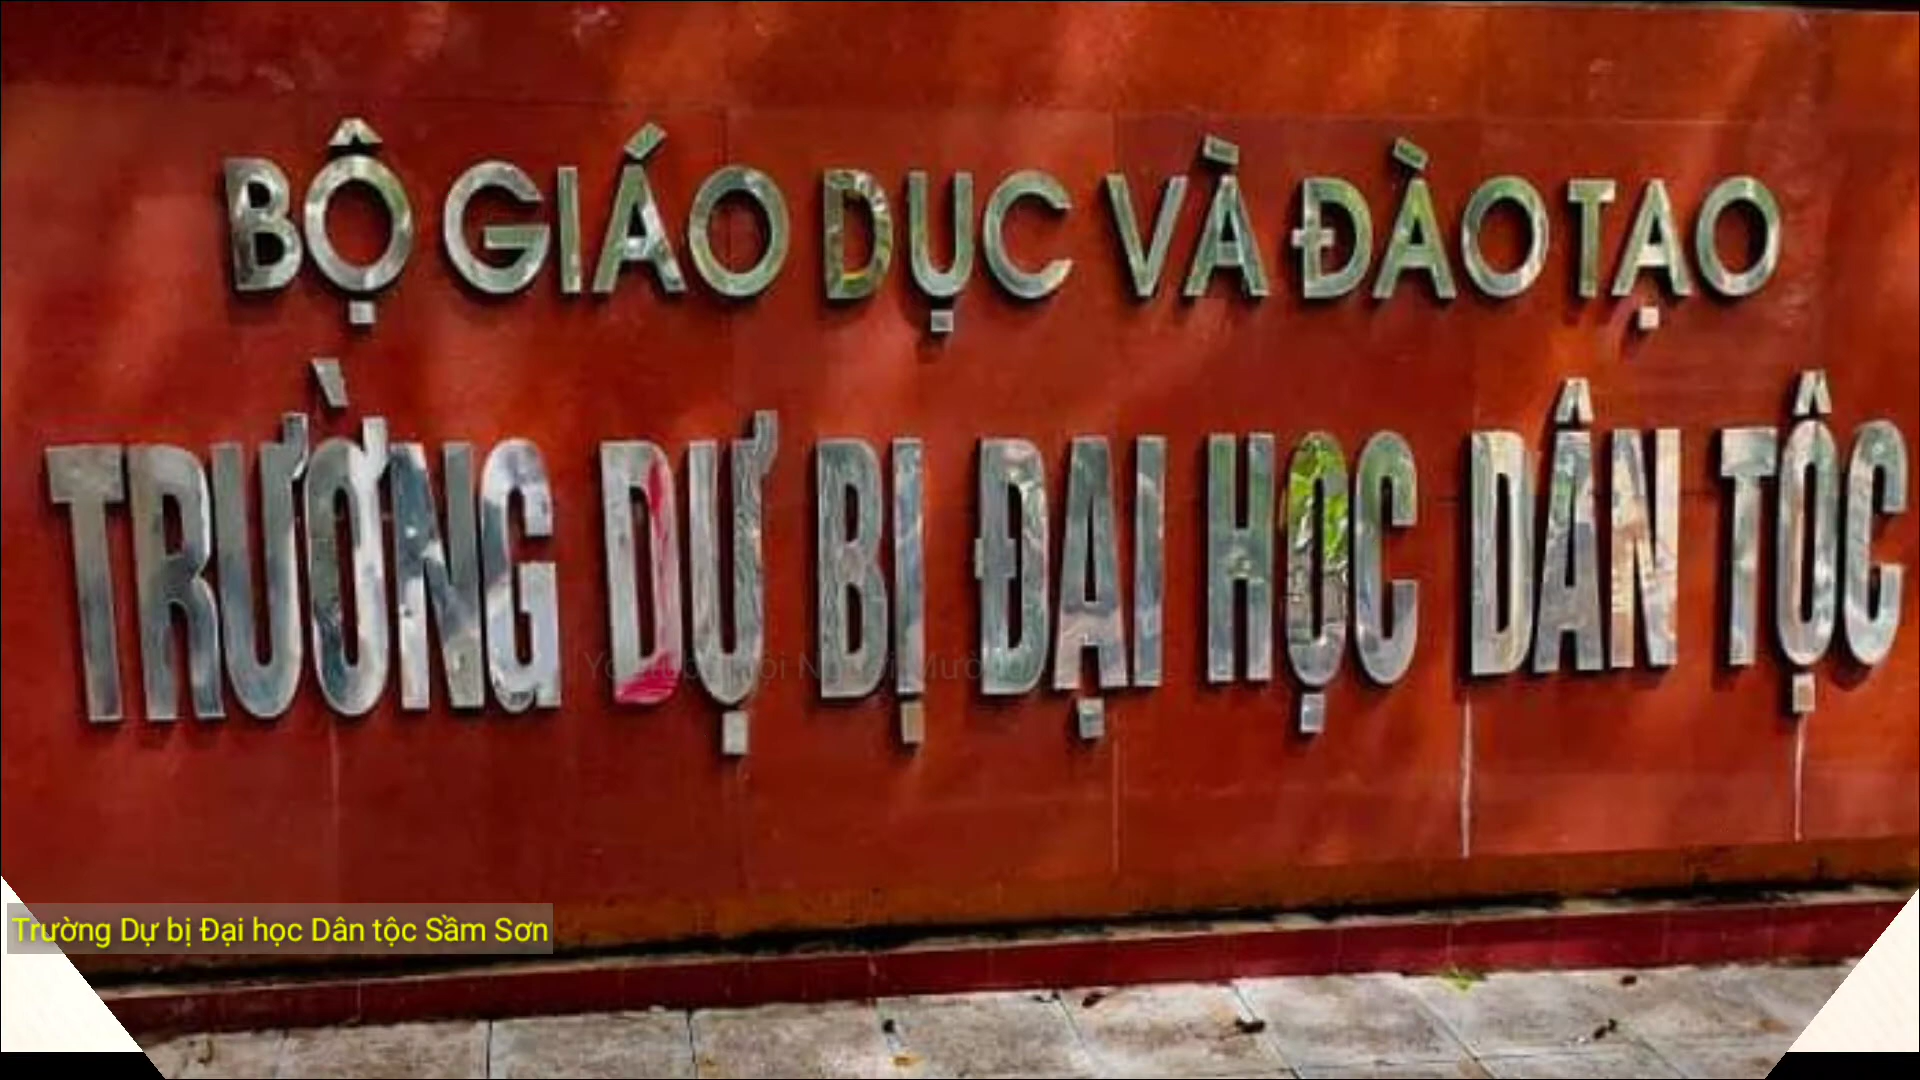 BỘ GIÁO DỤC VÀ ĐÀO TẠO
TRƯỜNG DỰ BỊ ĐẠI HỌC DÂN TỘC
Trường Dự bị Đại học Dân tộc Sầm Sơn